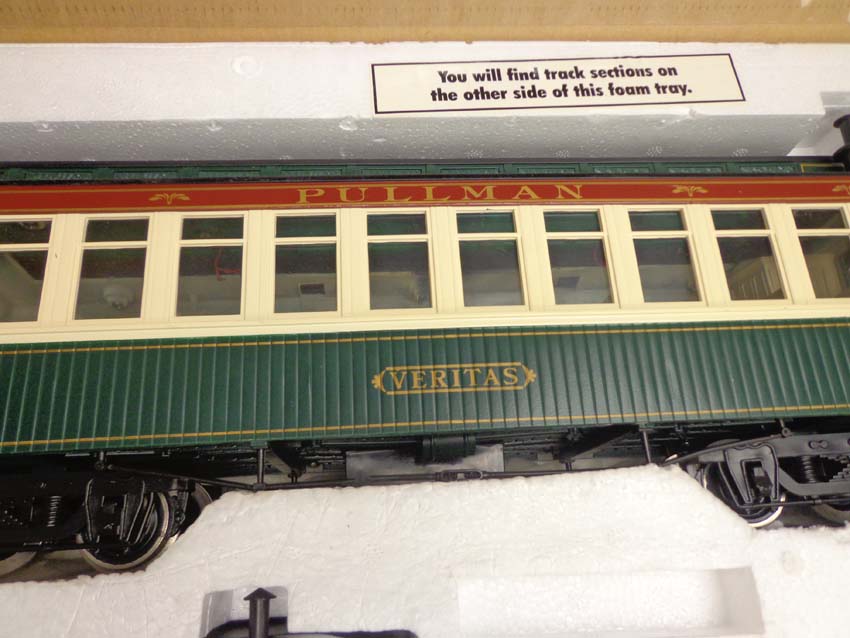 You will find track sections on
the other side of this foam tray.
PULLMAN
VERITAS